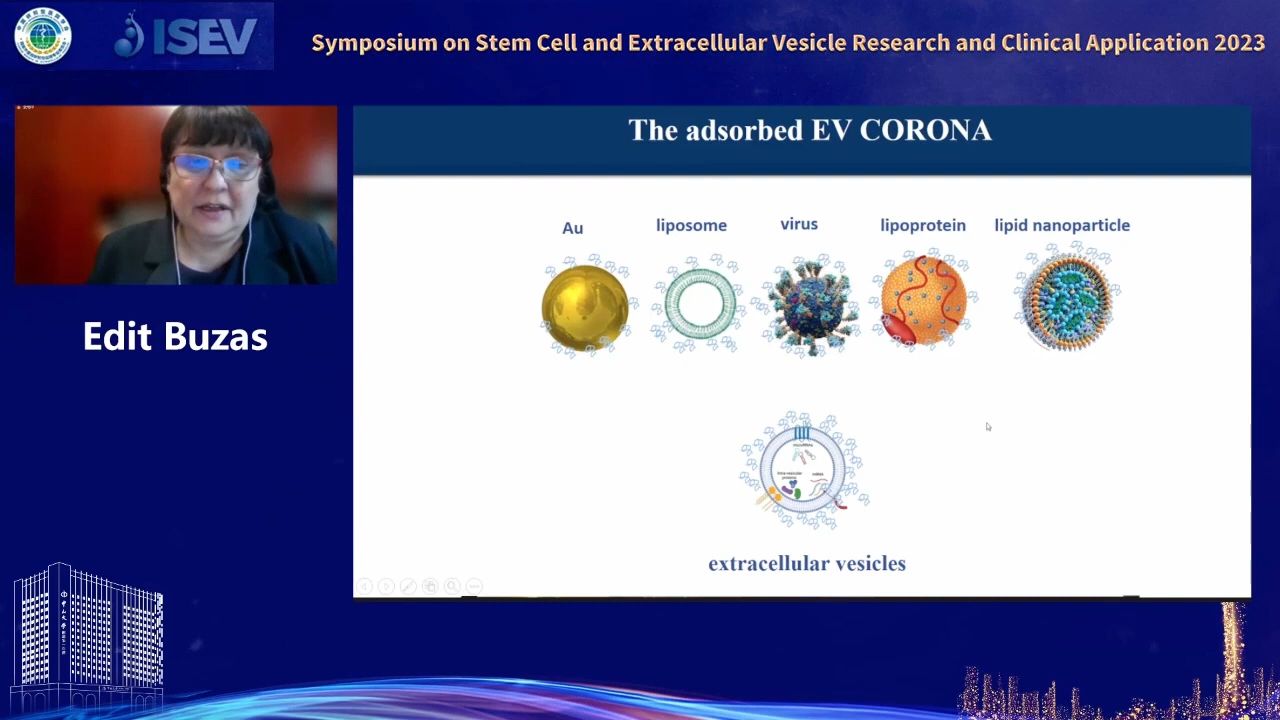 ISEV
Symposium on Stem Cell and Extracellular Vesicle Research and Clinical Application 2023
The adsorbed EV CORONA
Au
liposome
virus
lipoprotein
lipid nanoparticle
Edit Buzas
extracellular vesicles